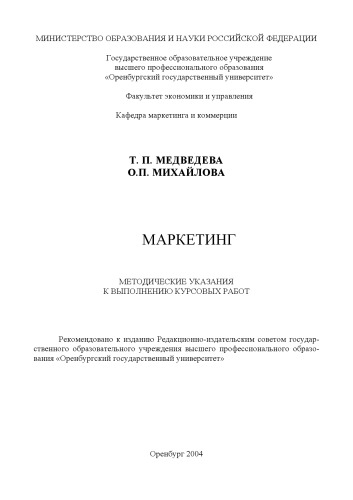 МИНИСТЕРСТВО ОБРАЗОВАНИЯ И НАУКИ РОССИЙСКОЙ ФЕДЕРАЦИИ
Государственное образовательное учреждение
высшего профессионального образования
«Оренбургский государственный университет»
Факультет экономики и управления
Кафедра маркетинга и коммерции
Т. П. МЕДВЕДЕВА
О.П. МИХАЙЛОВА
МАРКЕТИНГ
МЕТОДИЧЕСКИЕ УКАЗАНИЯ
К ВЫПОЛНЕНИЮ КУРСОВЫХ РАБОТ
Рекомендовано к изданию Редакционно-издательским советом государ-
ственного образовательного учреждения высшего профессионального образо-
вания «Оренбургский государственный университет»
Оренбург 2004